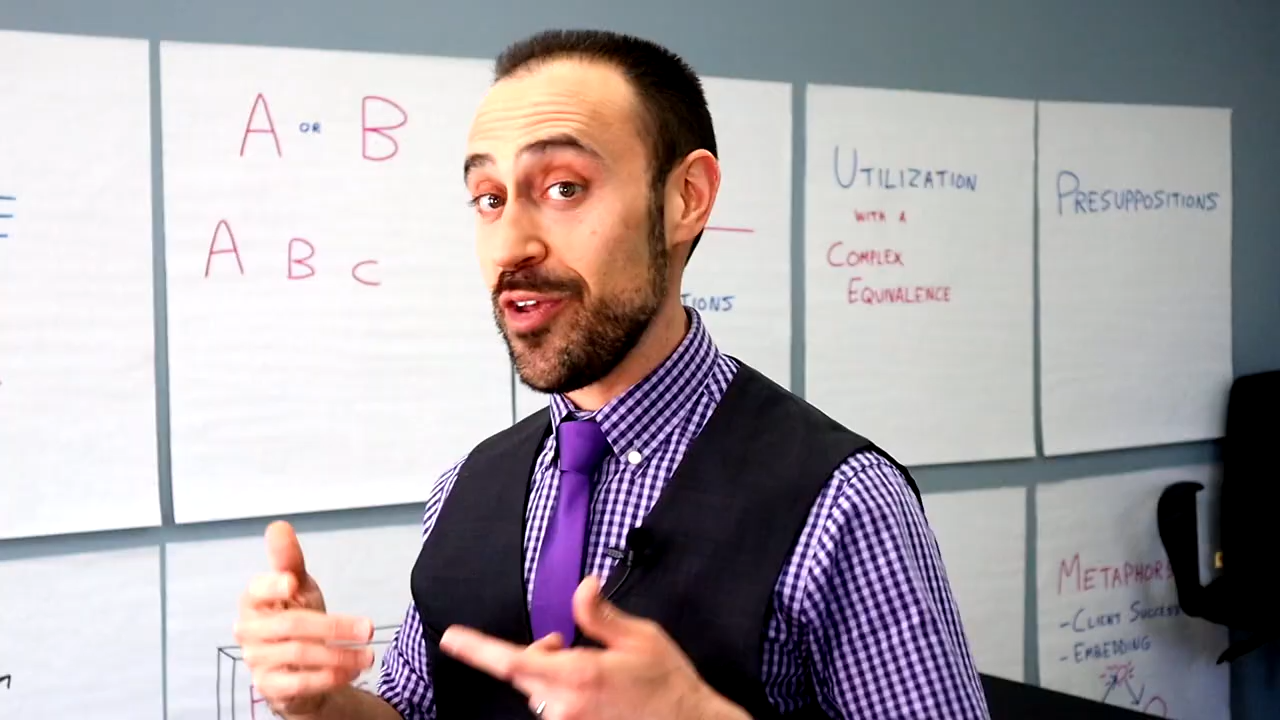 A OR B
A B C
TIONS
UTILIZATION
WITH A
COMPLEX
EQUIVALENCE
PRESUPPOSITIONS
METAPHORS
- CLIENT SUCCESS
- EMBEDDING